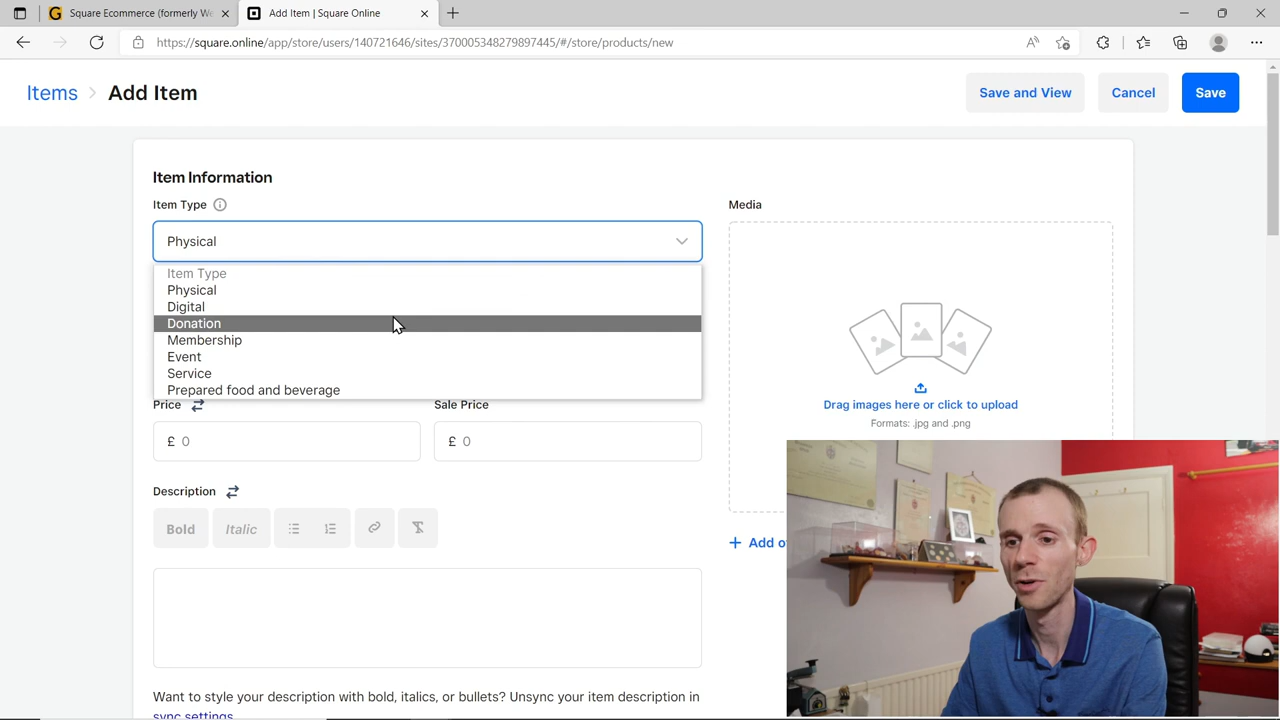 Square Ecommerce (formerly We
Add Item | Square Online
https://square.online/app/store/users/140721646/sites/370005348279897445/#/store/products/new
Items > Add Item
Save and View
Cancel
Save
Item Information
Item Type
Media
Physical
Item Type
Physical
Digital
Donation
Membership
Event
Service
Prepared food and beverage
Price
Sale Price
£ 0
£ 0
Drag images here or click to upload
Formats: .jpg and .png
Description
Bold
Italic
+ Add o
Want to style your description with bold, italics, or bullets? Unsync your item description in
sync settings.